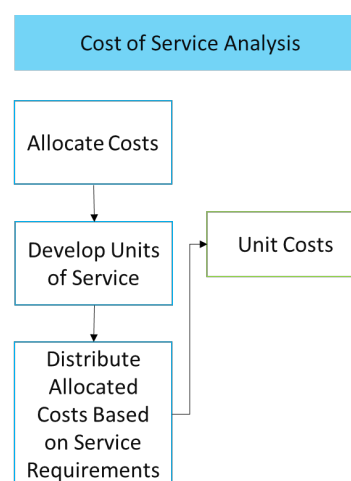 Cost of Service Analysis
Allocate Costs
Develop Units
of Service
Unit Costs
Distribute
Allocated
Costs Based
on Service
Requirements